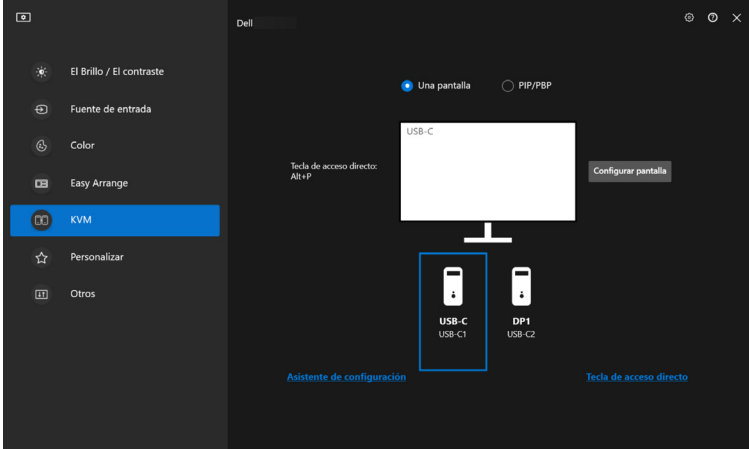 Dell
El Brillo / El contraste
Fuente de entrada
Color
Easy Arrange
KVM
Personalizar
Otros
Una pantalla
PIP/PBP
USB-C
Tecla de acceso directo:
Alt+P
Configurar pantalla
USB-C
USB-C1
DP1
USB-C2
Asistente de configuración
Tecla de acceso directo